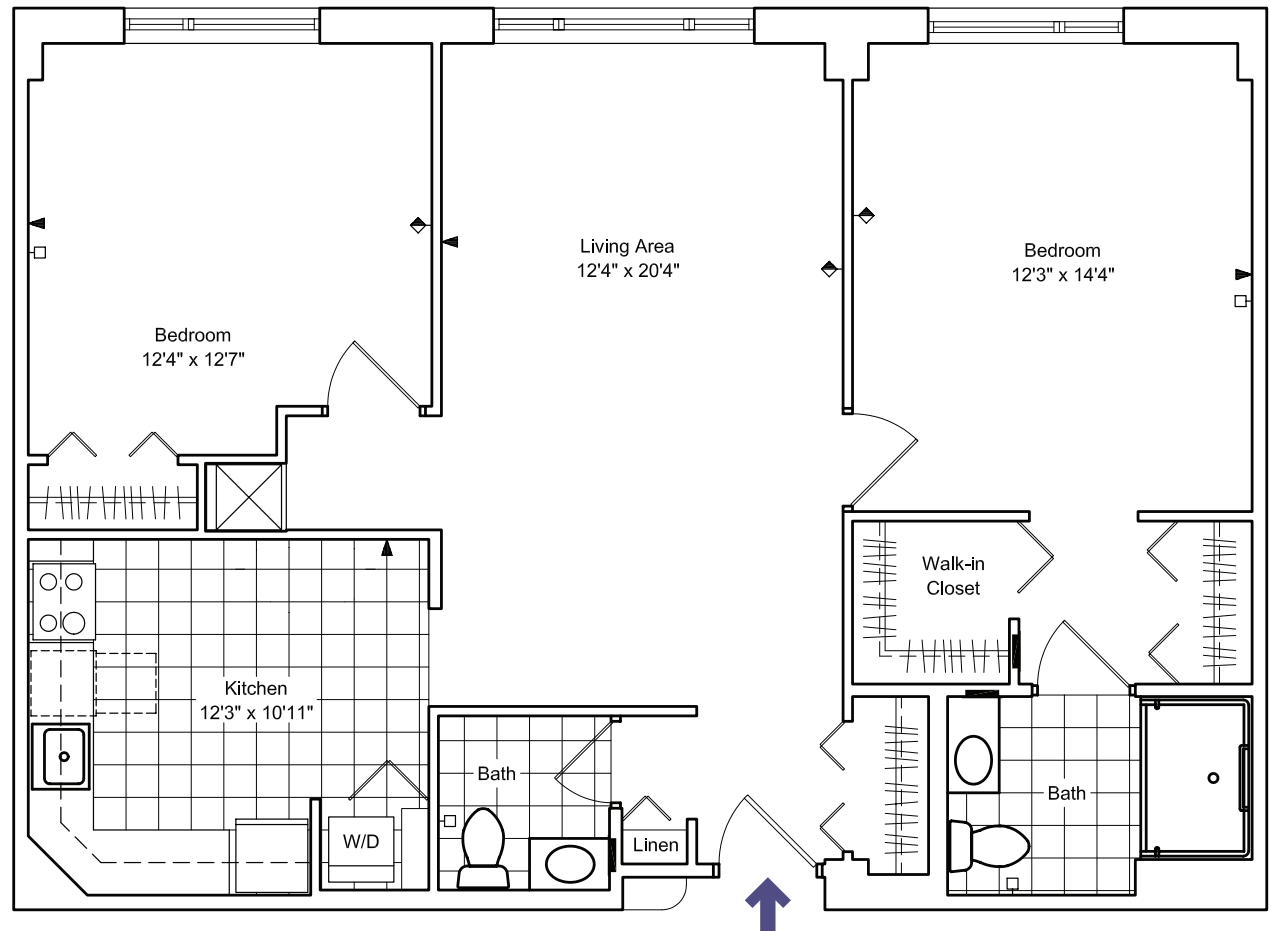 Living Area
12'4" x 20'4"
Bedroom
12'3" x 14'4"
Bedroom
12'4" x 12'7"
Walk-in
Closet
Kitchen
12'3" x 10'11"
Bath
Bath
W/D
Linen